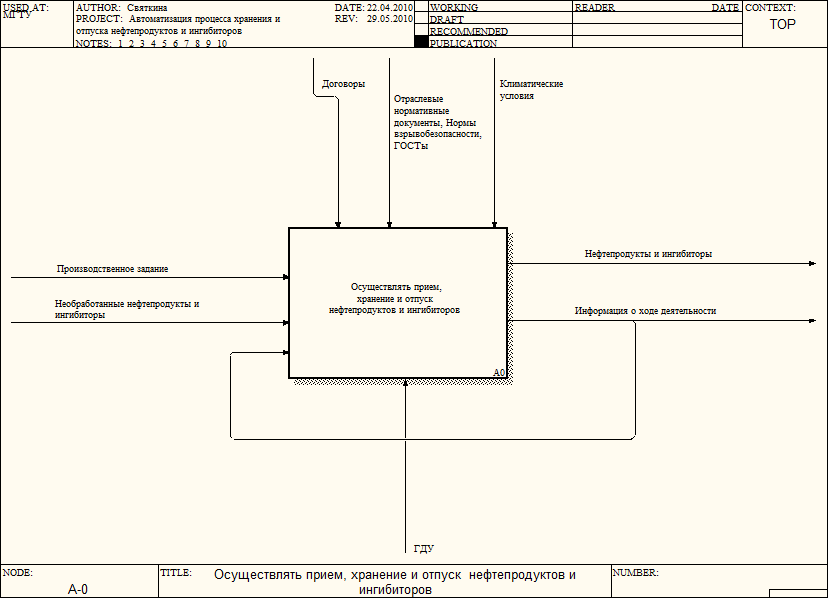 USED AT:
МГТУ
AUTHOR: Святкина
DATE: 22.04.2010
PROJECT: Автоматизация процесса хранения и
отпуска нефтепродуктов и ингибиторов
REV: 29.05.2010
NOTES: 1 2 3 4 5 6 7 8 9 10
WORKING
DRAFT
RECOMMENDED
PUBLICATION
READER
DATE
CONTEXT:
TOP
Договоры
Отраслевые
нормативные
документы, Нормы
взрывобезопасности,
ГОСТы
Климатические
условия
Производственное задание
Необработанные нефтепродукты и
ингибиторы
Осуществлять прием,
хранение и отпуск
нефтепродуктов и ингибиторов
A0
Нефтепродукты и ингибиторы
Информация о ходе деятельности
ГДУ
NODE:
A-0
TITLE:
Осуществлять прием, хранение и отпуск нефтепродуктов и
ингибиторов
NUMBER: